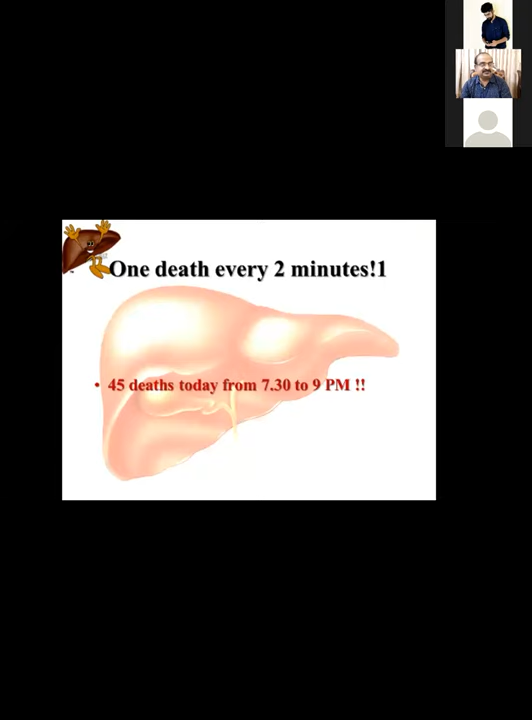 One death every 2 minutes!1
• 45 deaths today from 7.30 to 9 PM !!